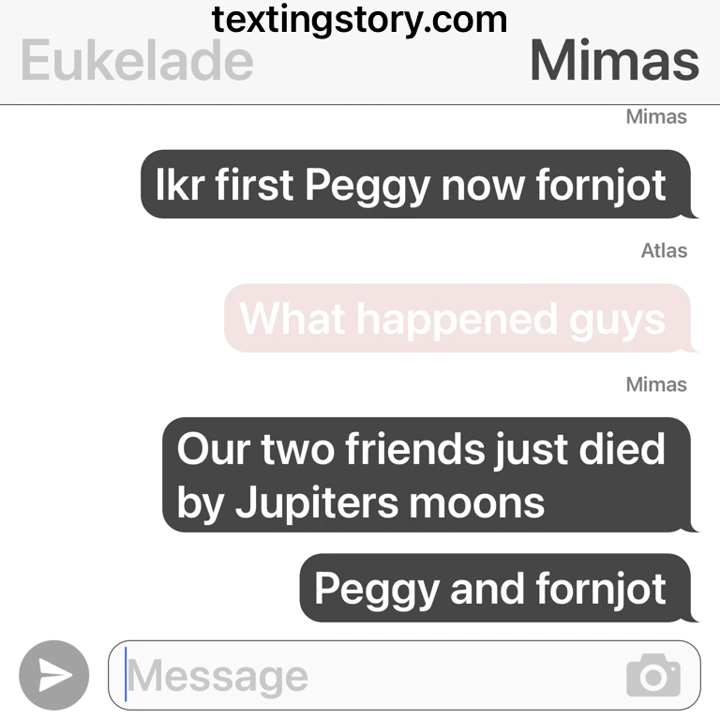 textingstory.com
Eukelade
Mimas
Mimas
Ikr first Peggy now fornjot
Atlas
What happened guys
Mimas
Our two friends just died
by Jupiters moons
Peggy and fornjot
Message